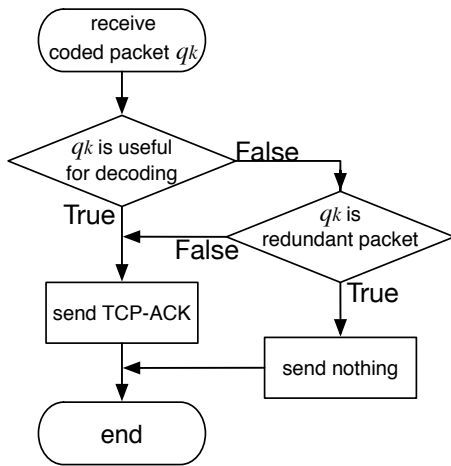 receive
coded packet qk
qk is useful
for decoding
False
True
qk is
redundant packet
False
True
send TCP-ACK
send nothing
end